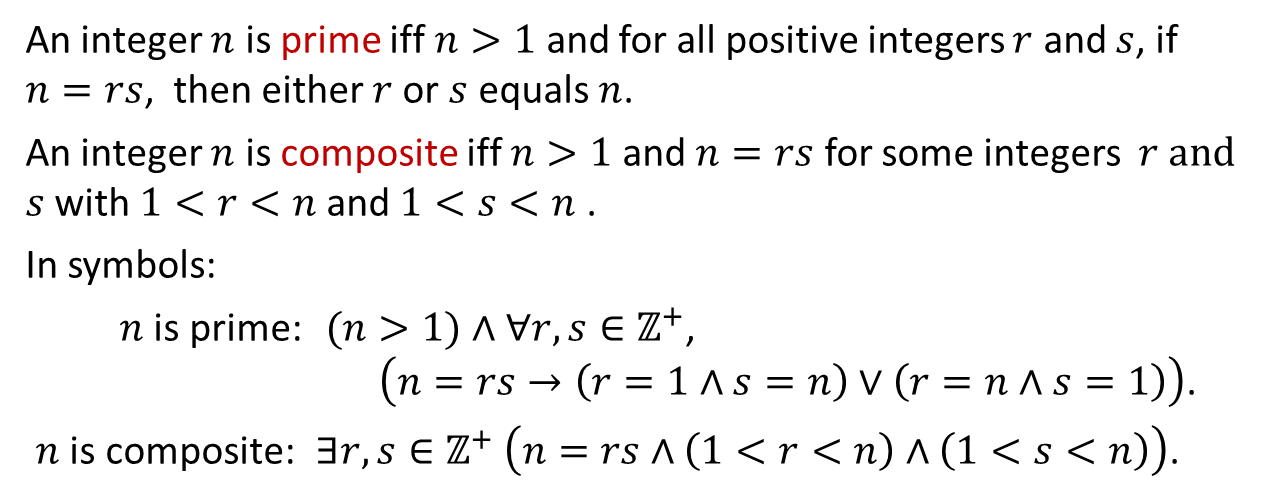 An integer n is prime iff n > 1 and for all positive integers r and s, if
n = rs, then either r or s equals n.
An integer n is composite iff n > 1 and n = rs for some integers r and
s with 1 < r < n and 1 < s < n .
In symbols:
n is prime: (n > 1) ∧ ∀r, s ∈ ℤ⁺,
(n = rs → (r = 1 ∧ s = n) ∨ (r = n ∧ s = 1)).
n is composite: ∃r, s ∈ ℤ⁺ (n = rs ∧ (1 < r < n) ∧ (1 < s < n)).